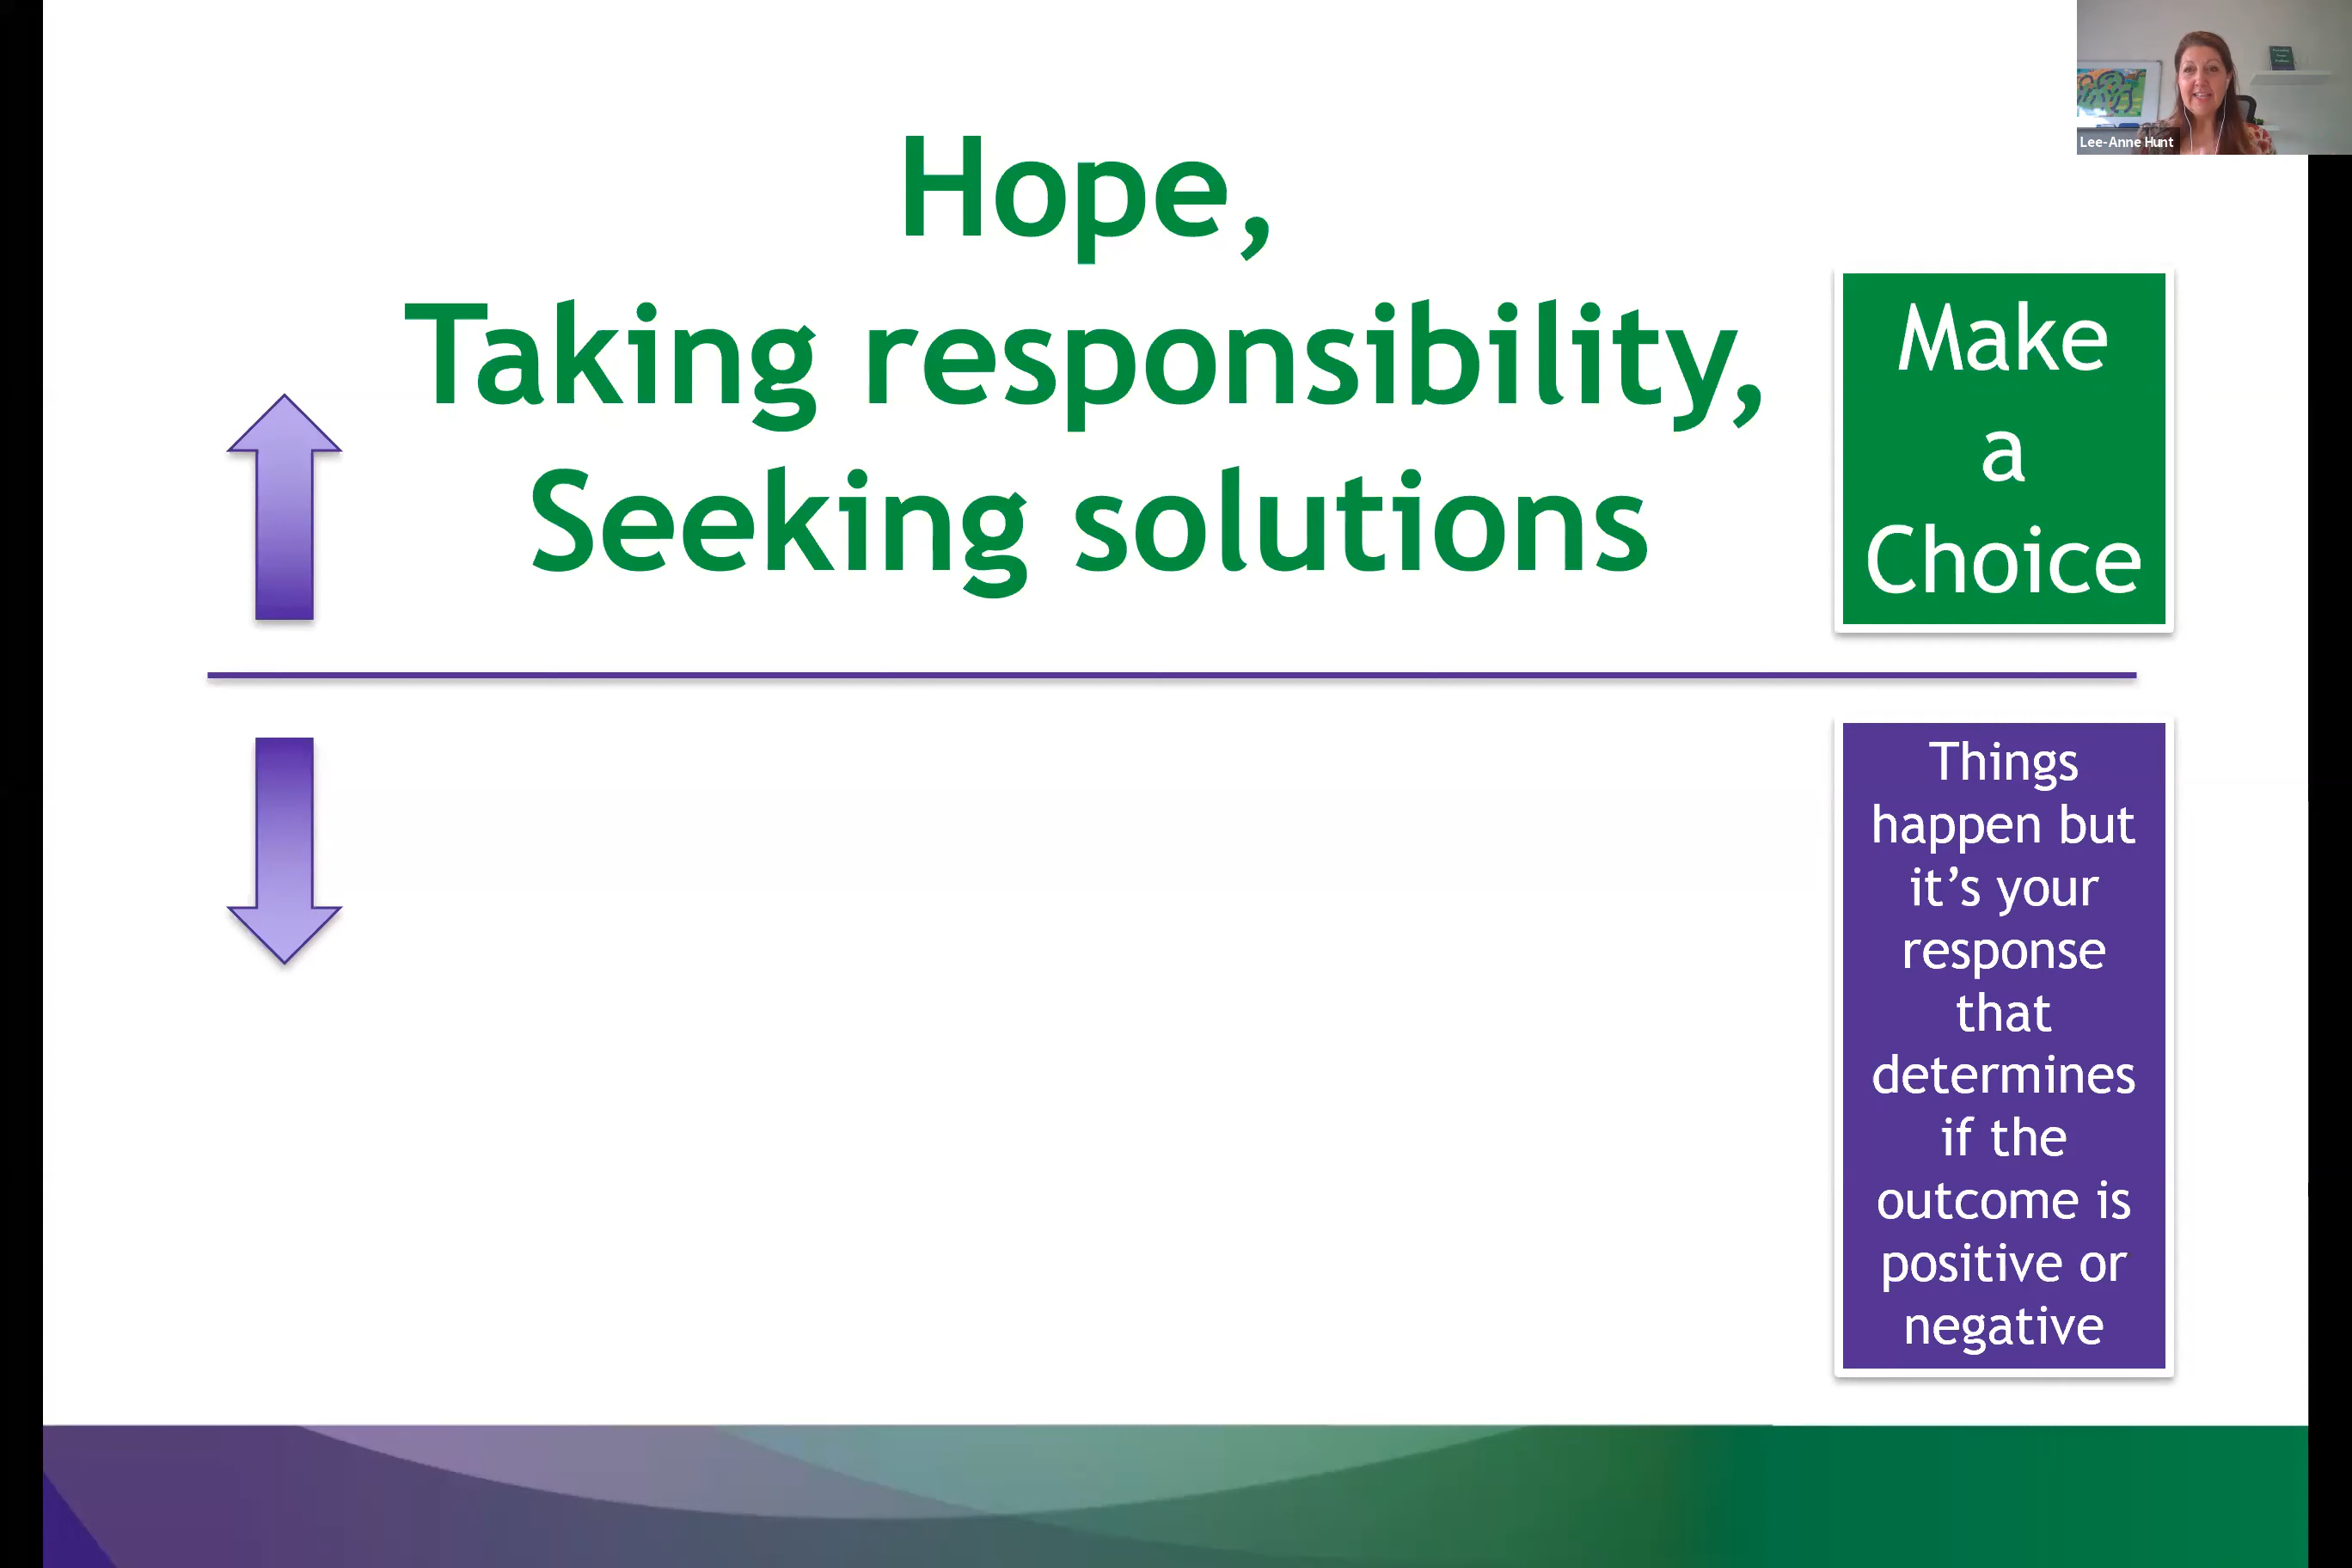 Lee-Anne Hunt
Hope,
Taking responsibility,
Seeking solutions
Make
a
Choice
Things
happen but
it's your
response
that
determines
if the
outcome is
positive or
negative